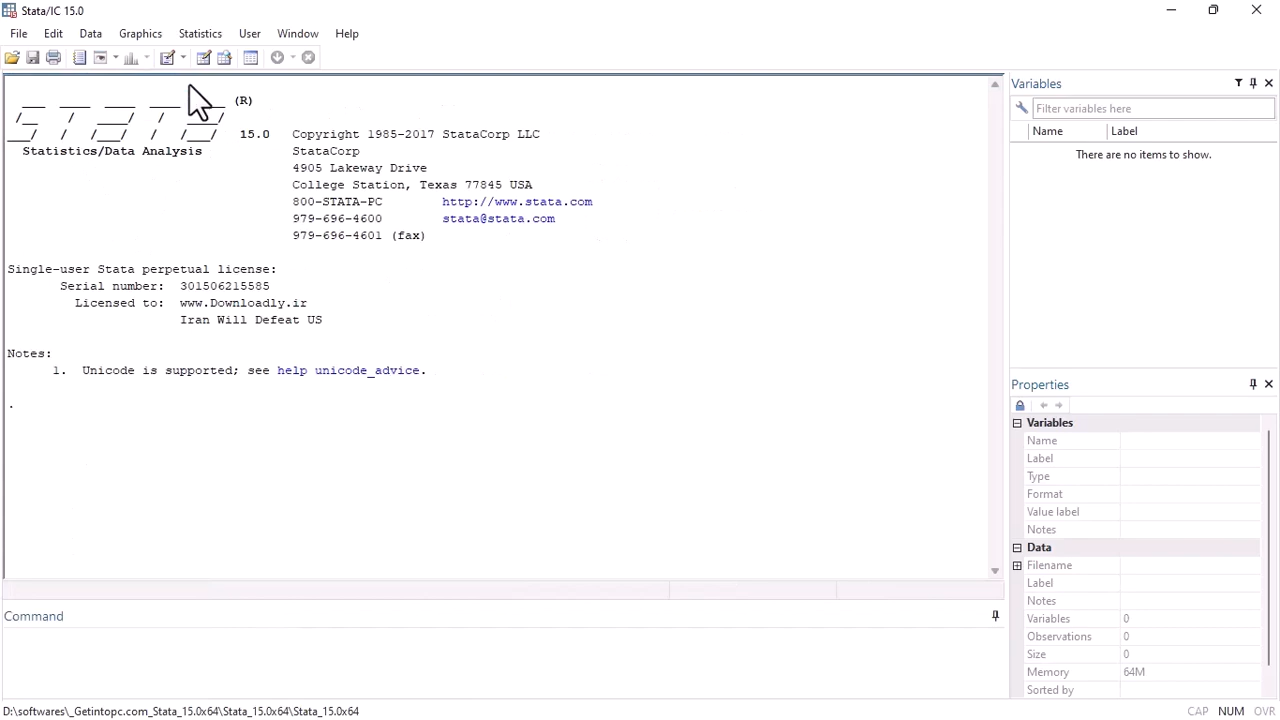 Stata/IC 15.0
File Edit Data Graphics Statistics User Window Help
(R)
15.0 Copyright 1985-2017 StataCorp LLC
Statistics/Data Analysis StataCorp
4905 Lakeway Drive
College Station, Texas 77845 USA
800-STATA-PC http://www.stata.com
979-696-4600 stata@stata.com
979-696-4601 (fax)
Single-user Stata perpetual license:
Serial number: 301506215585
Licensed to: www.Downloadly.ir
Iran Will Defeat US
Notes:
1. Unicode is supported; see help unicode_advice.
.
Command
D:\softwares\_Getintopc.com_Stata_15.0x64\Stata_15.0x64\Stata_15.0x64
Variables
Filter variables here
Name Label
There are no items to show.
Properties
Variables
Name
Label
Type
Format
Value label
Notes
Data
Filename
Label
Notes
Variables 0
Observations 0
Size 0
Memory 64M
Sorted by
CAP NUM OVR